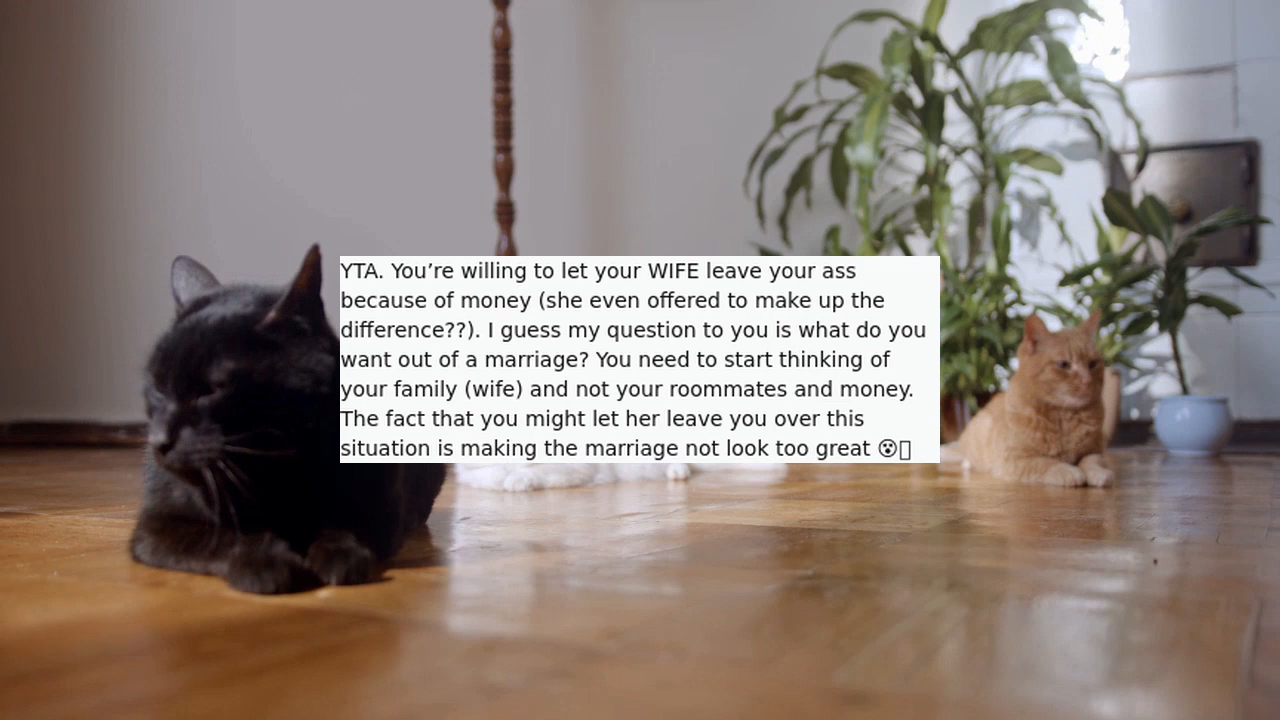 YTA. You’re willing to let your WIFE leave your ass
because of money (she even offered to make up the
difference??). I guess my question to you is what do you
want out of a marriage? You need to start thinking of
your family (wife) and not your roommates and money.
The fact that you might let her leave you over this
situation is making the marriage not look too great 😮▯